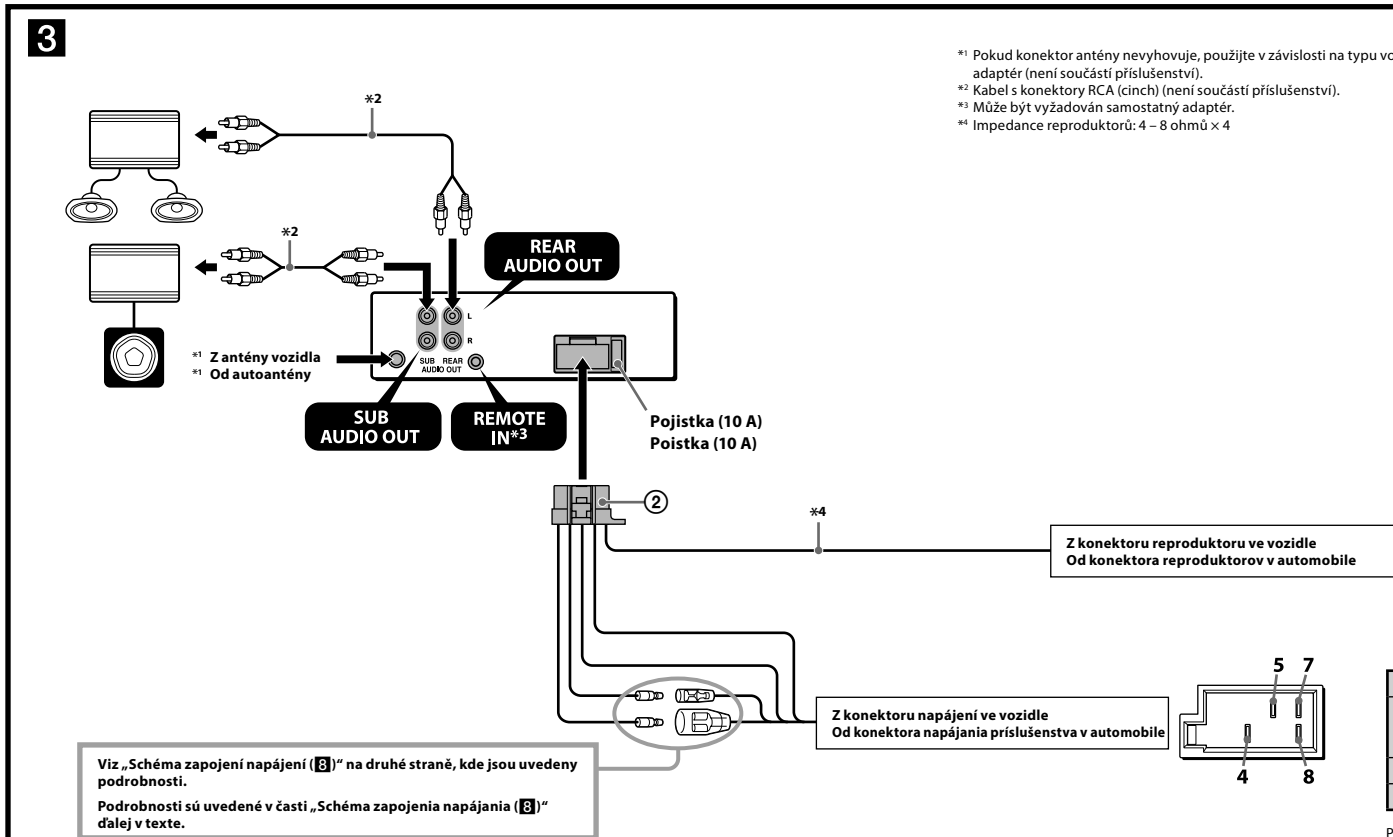 3
*1 Pokud konektor antény nevyhovuje, použijte v závislosti na typu
adaptér (není součástí příslušenství).
*2 Kabel s konektory RCA (cinch) (není součástí příslušenství).
*3 Může být vyžadován samostatný adaptér.
*4 Impedance reproduktorů: 4 – 8 ohmů × 4
*2
*2
REAR
AUDIO OUT
L
R
SUB REAR
AUDIO OUT
*1 Z antény vozidla
*1 Od autoantény
SUB
AUDIO OUT
REMOTE
IN*3
Pojistka (10 A)
Poistka (10 A)
2
*4
Z konektoru reproduktoru ve vozidle
Od konektora reproduktorov v automobile
5 7
Z konektoru napájení ve vozidle
Od konektora napájania príslušenstva v automobile
4 8
Viz „Schéma zapojení napájení (8)“ na druhé straně, kde jsou uvedeny
podrobnosti.
Podrobnosti sú uvedené v časti „Schéma zapojenia napájania (8)“
ďalej v texte.